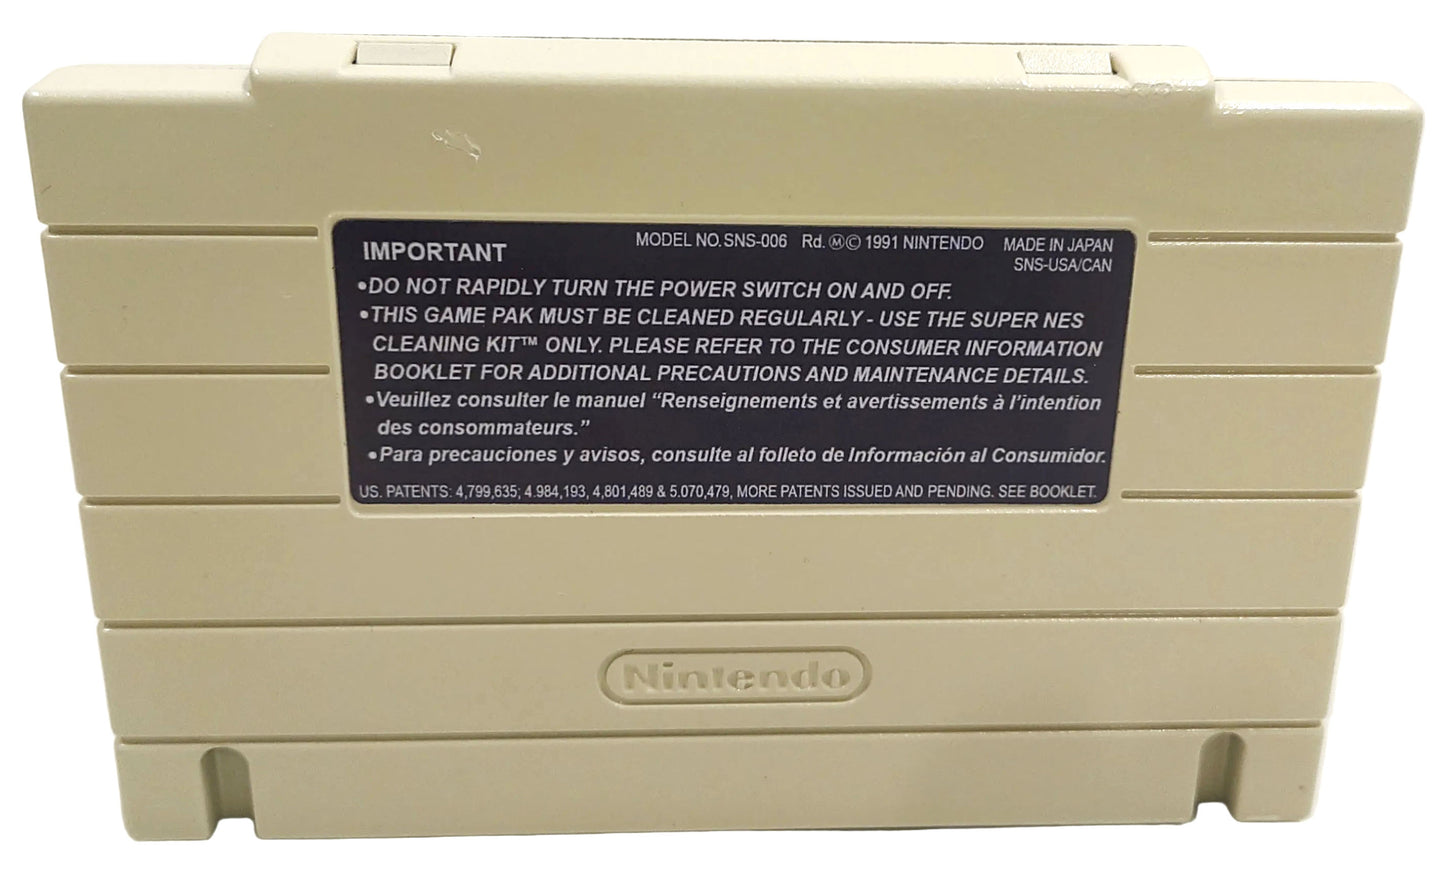 IMPORTANT MODEL NO. SNS-006 Rd. Ⓜ© 1991 NINTENDO MADE IN JAPAN
SNS-USA/CAN
•DO NOT RAPIDLY TURN THE POWER SWITCH ON AND OFF.
•THIS GAME PAK MUST BE CLEANED REGULARLY - USE THE SUPER NES
CLEANING KIT™ ONLY. PLEASE REFER TO THE CONSUMER INFORMATION
BOOKLET FOR ADDITIONAL PRECAUTIONS AND MAINTENANCE DETAILS.
•Veuillez consulter le manuel “Renseignements et avertissements à l’intention
des consommateurs.”
•Para precauciones y avisos, consulte al folleto de Información al Consumidor.
US. PATENTS: 4,799,635; 4.984,193, 4,801,489 & 5.070,479, MORE PATENTS ISSUED AND PENDING. SEE BOOKLET.
Nintendo